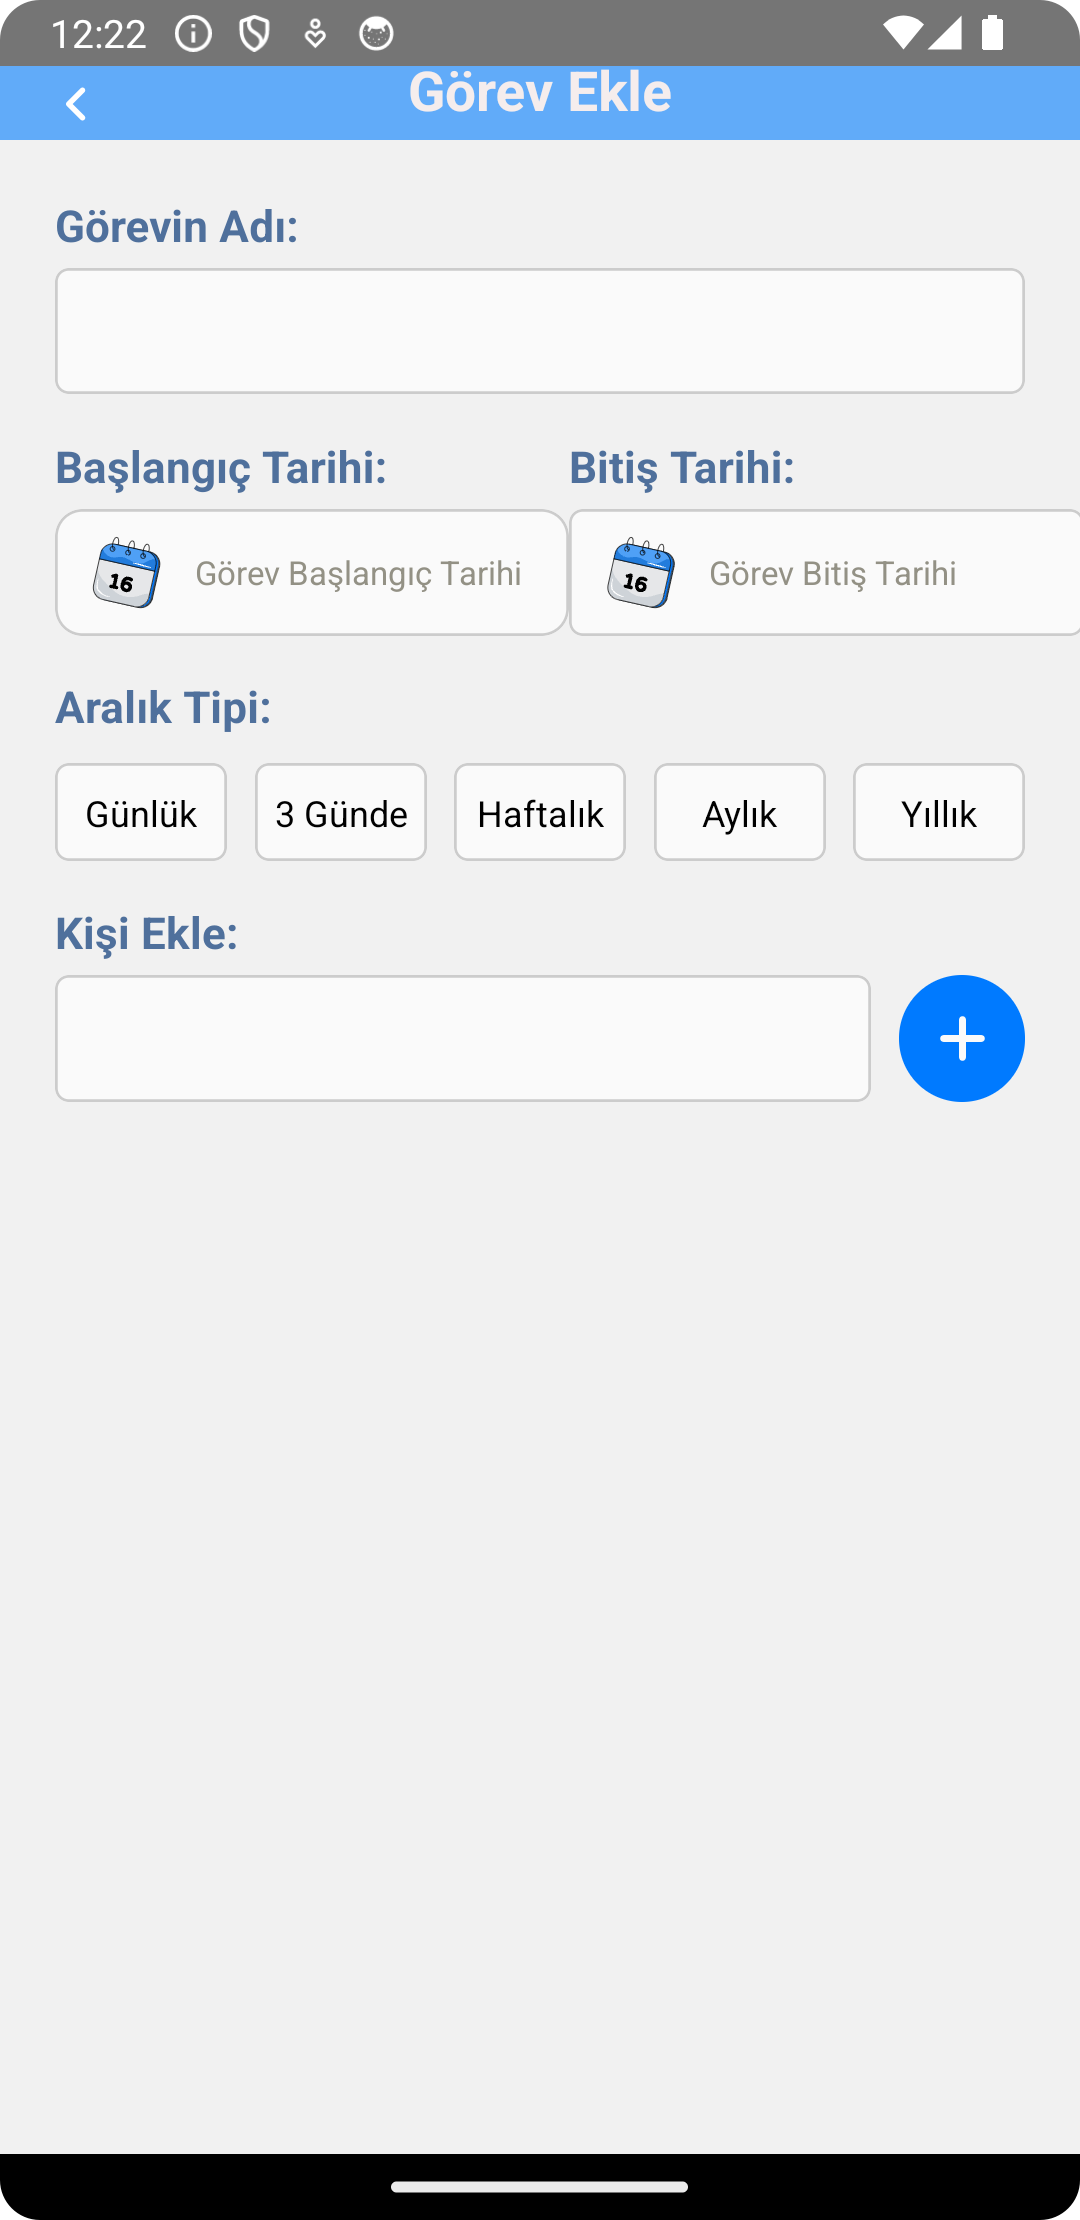 12:22
Görev Ekle
Görevin Adı:
Başlangıç Tarihi: Bitiş Tarihi:
16 Görev Başlangıç Tarihi 16 Görev Bitiş Tarihi
Aralık Tipi:
Günlük 3 Günde Haftalık Aylık Yıllık
Kişi Ekle: